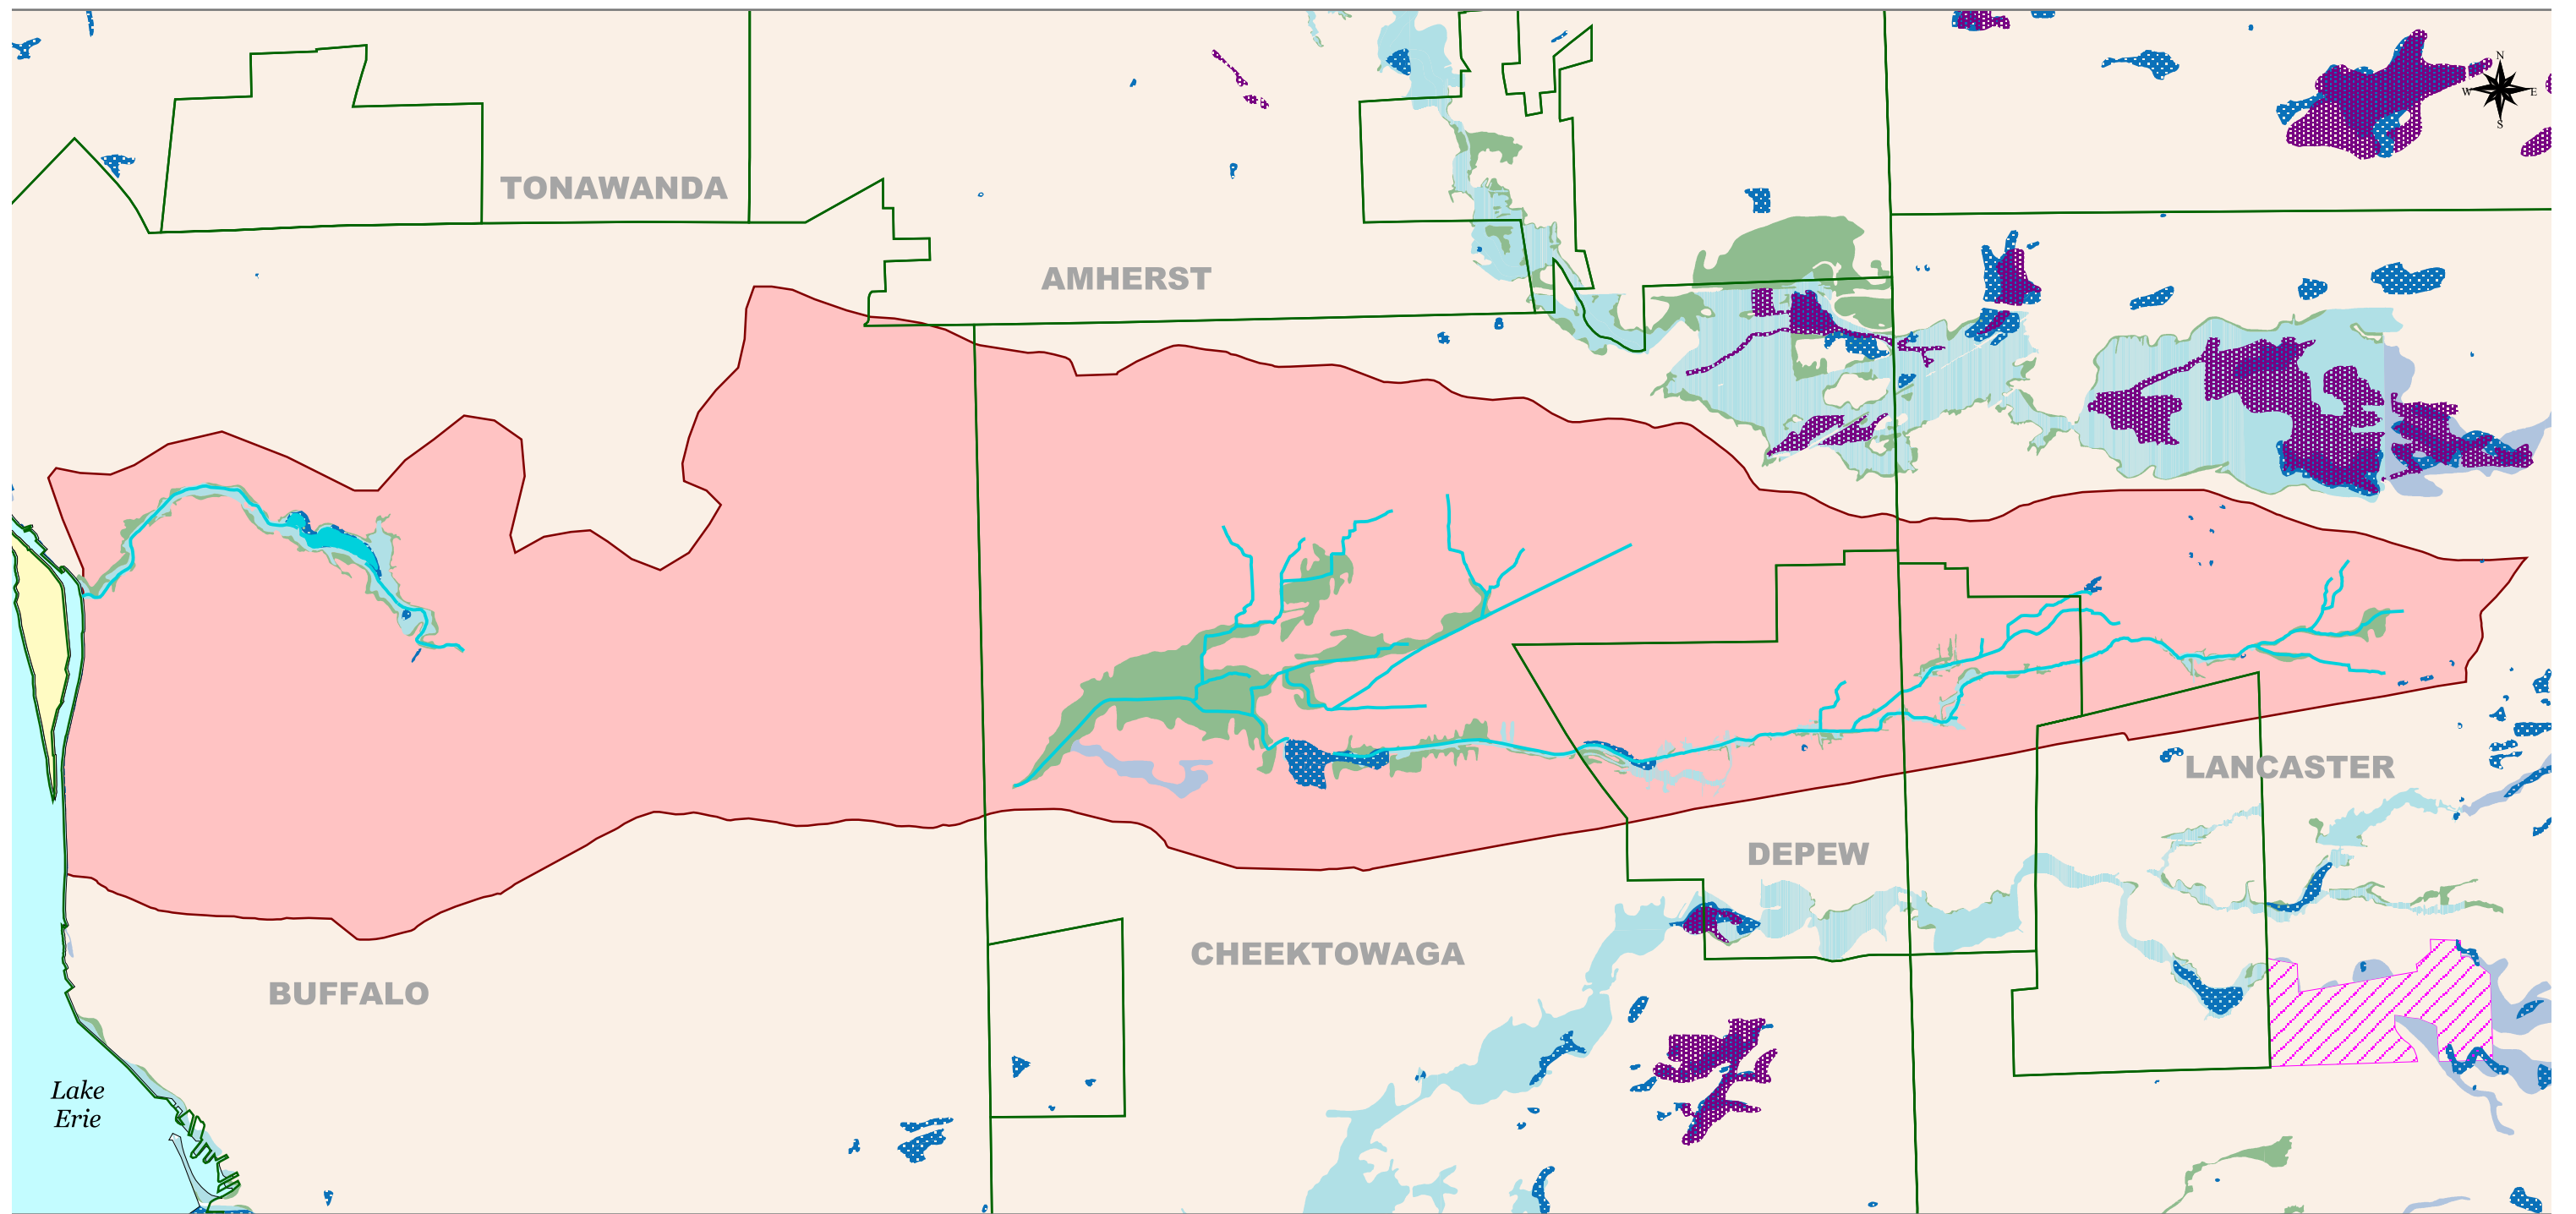 N
W E
S
TONAWANDA
AMHERST
LANCASTER
DEPEW
CHEEKTOWAGA
BUFFALO
Lake
Erie